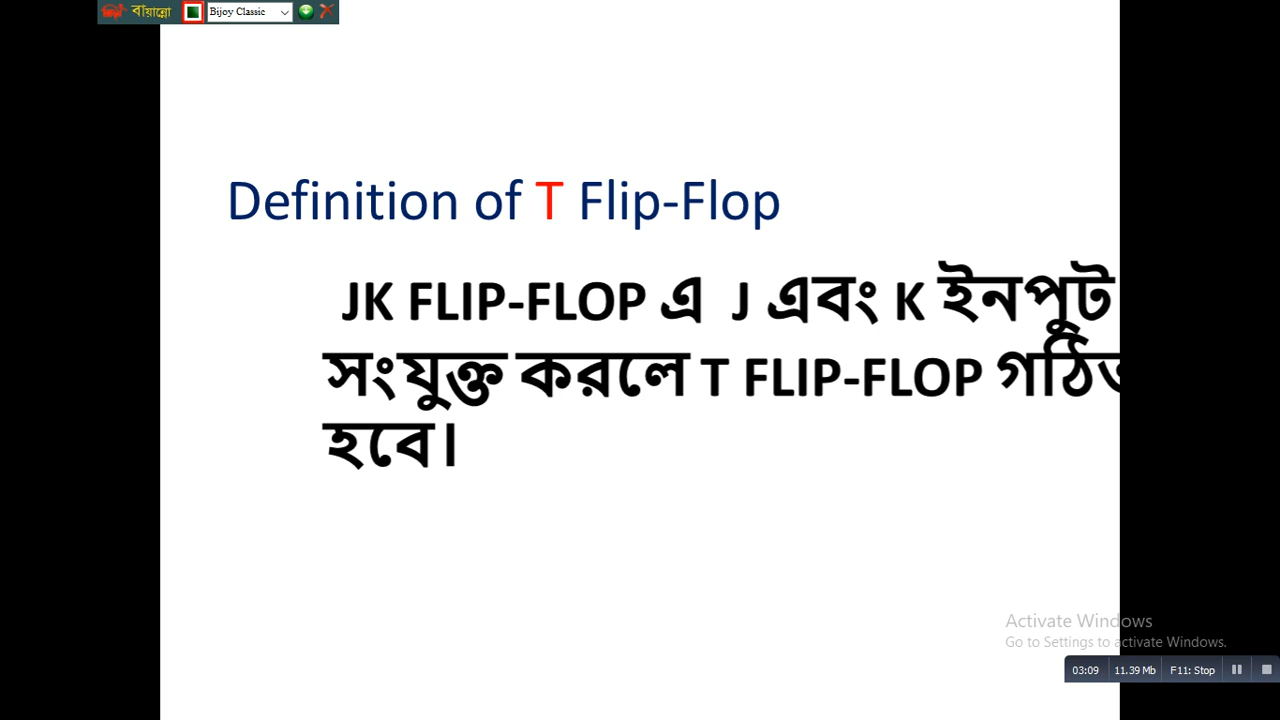 বায়ান্নো Bijoy Classic
Definition of T Flip-Flop
JK FLIP-FLOP এ J এবং K ইনপুট
সংযুক্ত করলে T FLIP-FLOP
হবে।
Activate Windows
Go to Settings to activate Windows.
03:09 11.39 Mb F11: Stop